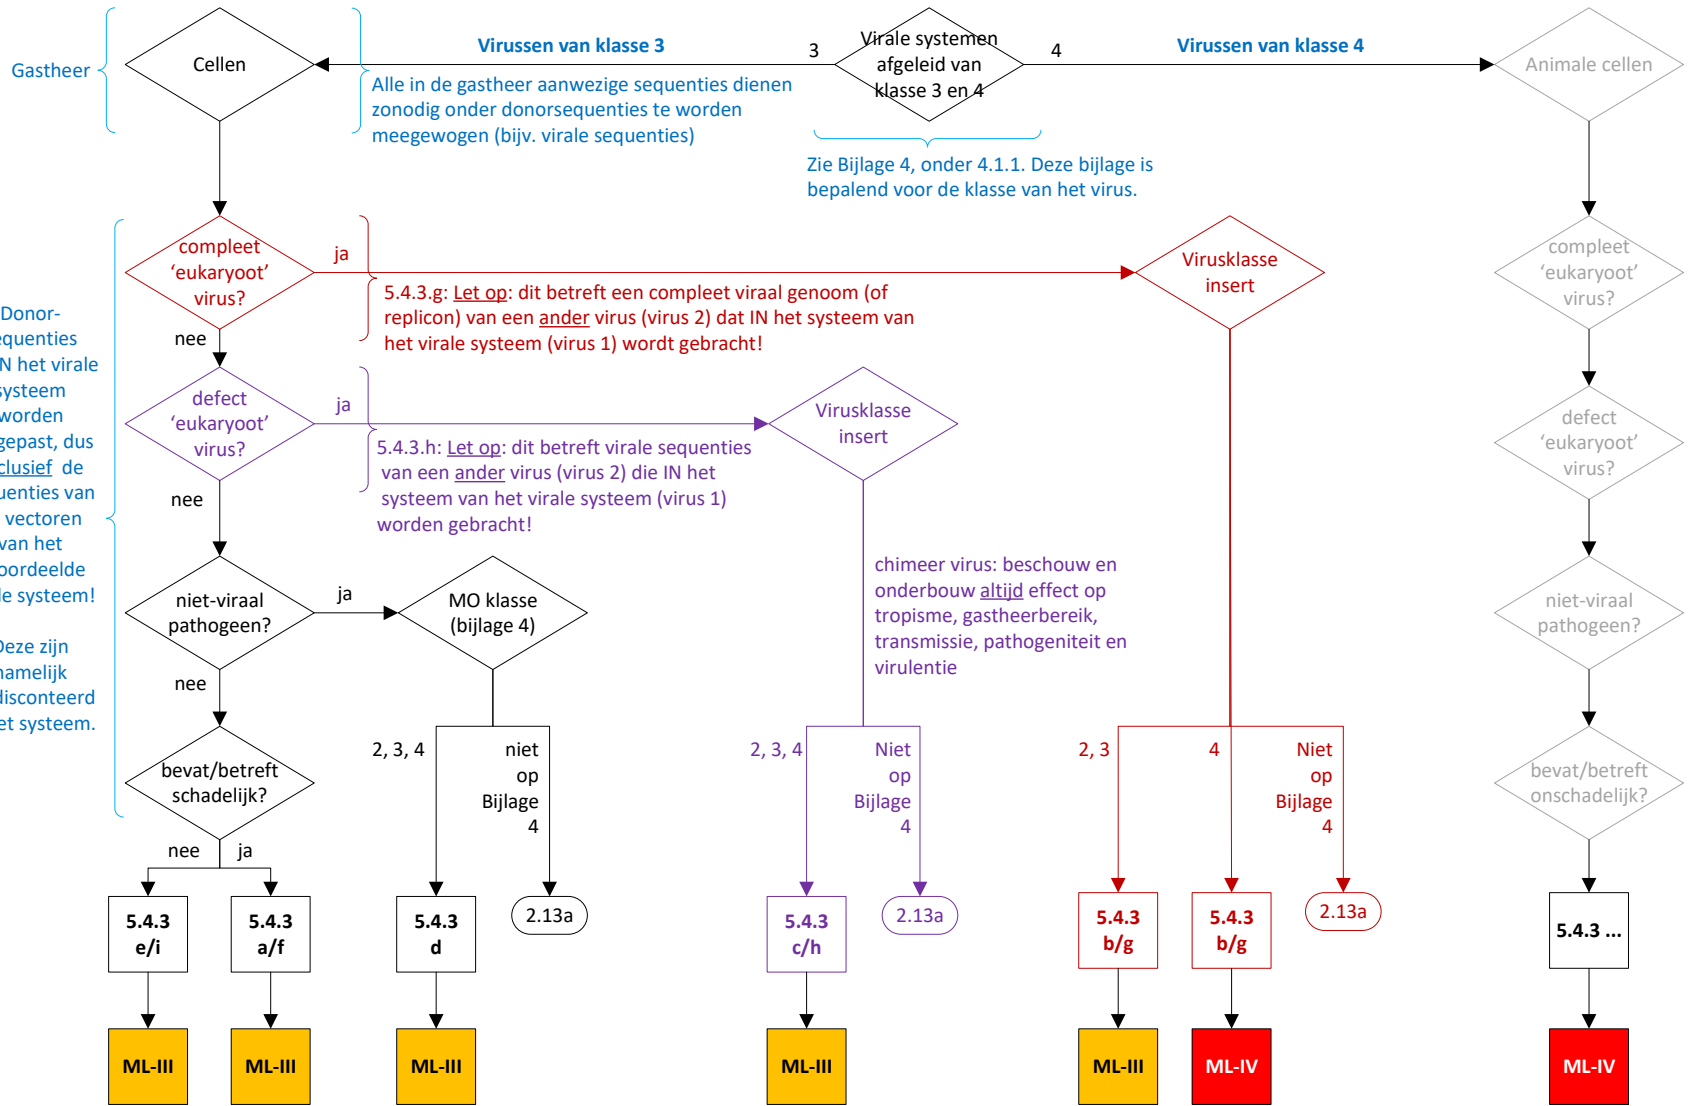 Gastheer
Cellen
Virussen van klasse 3
3
Virale systemen
afgeleid van
klasse 3 en 4
4
Virussen van klasse 4
Animale cellen
Alle in de gastheer aanwezige sequenties dienen
zonodig onder donorsequenties te worden
meegewogen (bijv. virale sequenties)
Zie Bijlage 4, onder 4.1.1. Deze bijlage is
bepalend voor de klasse van het virus.
compleet
‘eukaryoot’
virus?
ja
nee
5.4.3.g: Let op: dit betreft een compleet viraal genoom (of
replicon) van een ander virus (virus 2) dat IN het systeem van
het virale systeem (virus 1) wordt gebracht!
Virusklasse
insert
compleet
‘eukaryoot’
virus?
Donor-
equenties
N het virale
systeem
worden
gepast, dus
clusief de
uenties van
vectoren
van het
oordeelde
le systeem!
Deze zijn
namelijk
disconteerd
et systeem.
defect
‘eukaryoot’
virus?
ja
nee
5.4.3.h: Let op: dit betreft virale sequenties
van een ander virus (virus 2) die IN het
systeem van het virale systeem (virus 1)
worden gebracht!
Virusklasse
insert
defect
‘eukaryoot’
virus?
chimeer virus: beschouw en
onderbouw altijd effect op
tropisme, gastheerbereik,
transmissie, pathogeniteit en
virulentie
niet-viraal
pathogeen?
ja
nee
MO klasse
(bijlage 4)
niet-viraal
pathogeen?
bevat/betreft
schadelijk?
nee
ja
2, 3, 4
niet
op
Bijlage
4
2, 3, 4
Niet
op
Bijlage
4
2, 3
4
Niet
op
Bijlage
4
bevat/betreft
onschadelijk?
5.4.3
e/i
5.4.3
a/f
5.4.3
d
2.13a
5.4.3
c/h
2.13a
5.4.3
b/g
5.4.3
b/g
2.13a
5.4.3 ...
ML-III
ML-III
ML-III
ML-III
ML-III
ML-IV
ML-IV